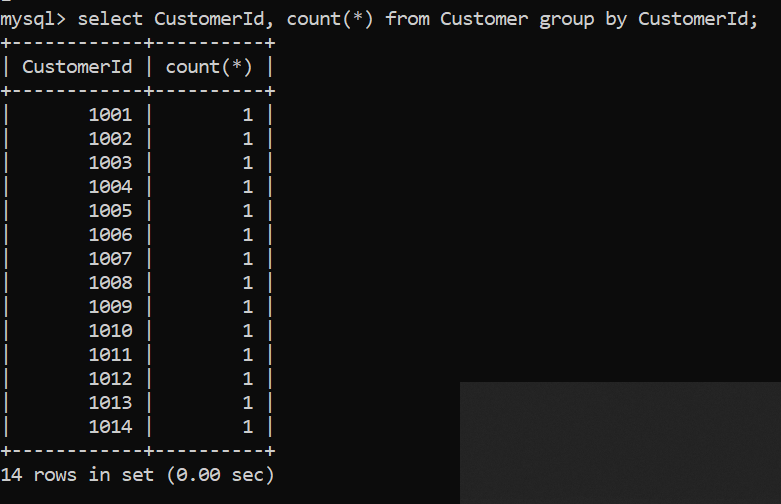 mysql> select CustomerId, count(*) from Customer group by CustomerId;
+------------+----------+
| CustomerId | count(*) |
+------------+----------+
|       1001 |        1 |
|       1002 |        1 |
|       1003 |        1 |
|       1004 |        1 |
|       1005 |        1 |
|       1006 |        1 |
|       1007 |        1 |
|       1008 |        1 |
|       1009 |        1 |
|       1010 |        1 |
|       1011 |        1 |
|       1012 |        1 |
|       1013 |        1 |
|       1014 |        1 |
+------------+----------+
14 rows in set (0.00 sec)